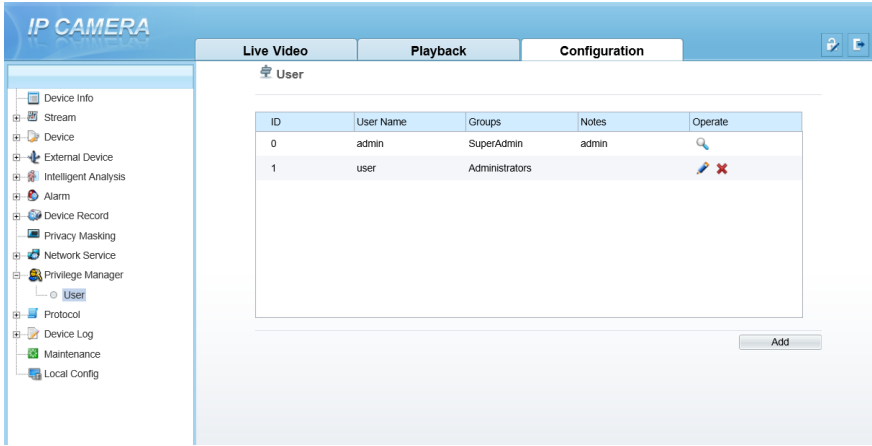 IP CAMERA
Live Video Playback Configuration
User
Device Info
Stream
Device
External Device
Intelligent Analysis
Alarm
Device Record
Privacy Masking
Network Service
Privilege Manager
User
Protocol
Device Log
Maintenance
Local Config
ID User Name Groups Notes Operate
0 admin SuperAdmin admin
1 user Administrators
Add